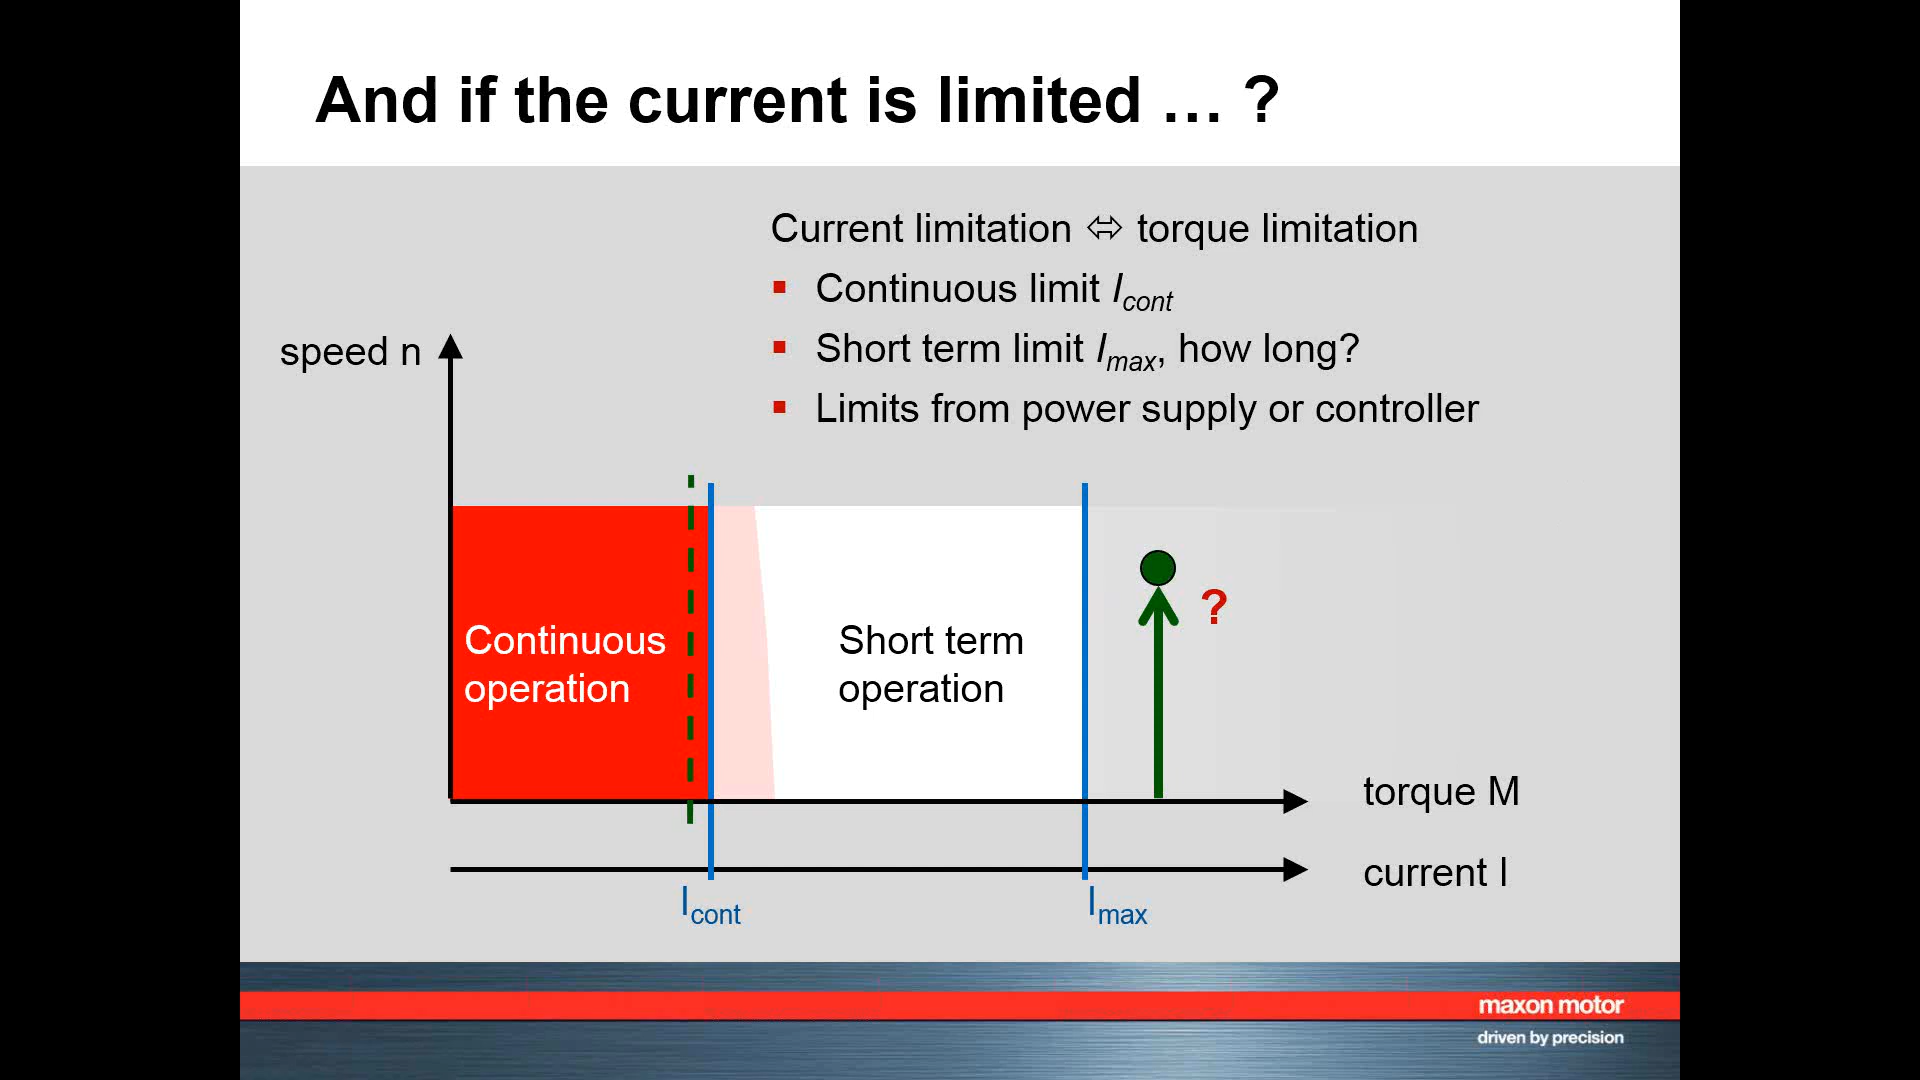 And if the current is limited … ?
Current limitation ⬄ torque limitation
▪ Continuous limit Icont
▪ Short term limit Imax, how long?
▪ Limits from power supply or controller
speed n
?
Continuous
operation
Short term
operation
torque M
current I
Icont
Imax
maxon motor
driven by precision